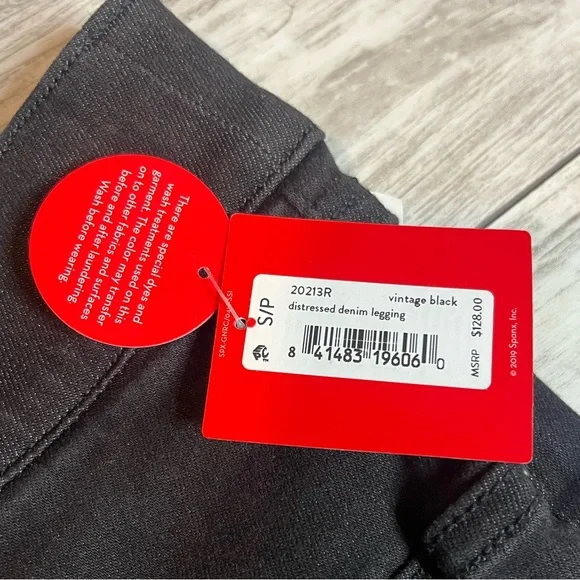 There are special dyes and
wash treatments used on this
garment. The color may transfer
on to other fabrics and surfaces
before and after laundering
Wash before wearing.
S/P
20213R
vintage black
distressed denim legging
8 41483 19606 0
MSRP $128.00
© 2019 Spanx, Inc.